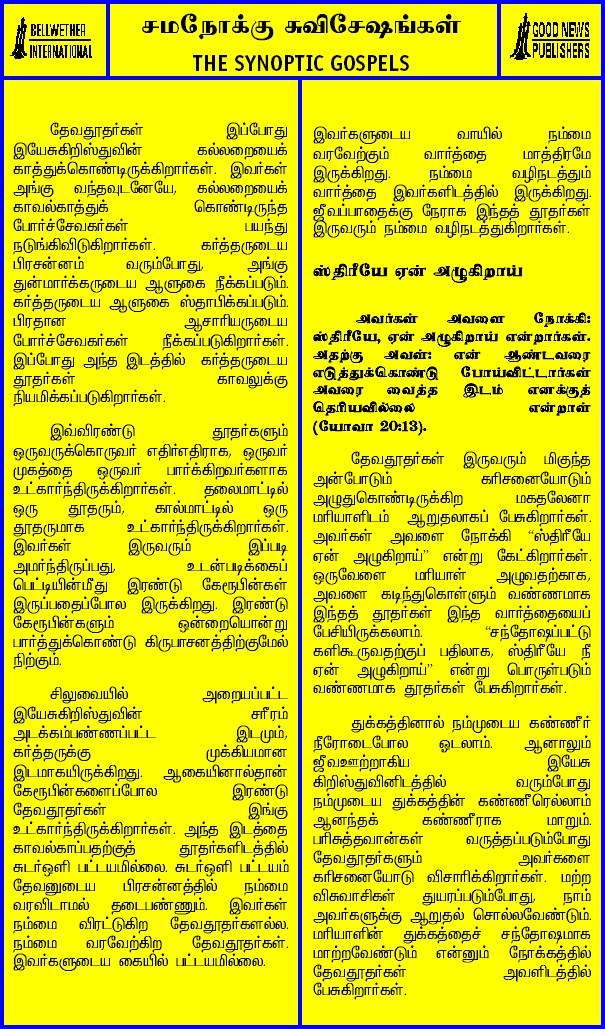 BELLWETHER
INTERNATIONAL
சமநோக்கு சுவிசேஷங்கள்
THE SYNOPTIC GOSPELS
GOOD NEWS
PUBLISHERS
தேவதூதர்கள் இப்போது
இயேசுகிறிஸ்துவின் கல்லறையைக்
காத்துக்கொண்டிருக்கிறார்கள். இவர்கள்
அங்கு வந்தவுடனேயே, கல்லறையைக்
காவல்காத்துக் கொண்டிருந்த
போர்ச்சேவகர்கள் பயந்து
நடுங்கிவிடுகிறார்கள். கர்த்தருடைய
பிரசன்னம் வரும்போது, அங்கு
துன்மார்க்கருடைய ஆளுகை நீக்கப்படும்.
கர்த்தருடைய ஆளுகை ஸ்தாபிக்கப்படும்.
பிரதான ஆசாரியருடைய
போர்ச்சேவகர்கள் நீக்கப்படுகிறார்கள்.
இப்போது அந்த இடத்தில் கர்த்தருடைய
தூதர்கள் காவலுக்கு
நியமிக்கப்படுகிறார்கள்.
இவ்விரண்டு தூதர்களும்
ஒருவருக்கொருவர் எதிர்எதிராக, ஒருவர்
முகத்தை ஒருவர் பார்க்கிறவர்களாக
உட்கார்ந்திருக்கிறார்கள். தலைமாட்டில்
ஒரு தூதரும், கால்மாட்டில் ஒரு
தூதருமாக உட்கார்ந்திருக்கிறார்கள்.
இவர்கள் இருவரும் இப்படி
அமர்ந்திருப்பது, உடன்படிக்கைப்
பெட்டியின்மீது இரண்டு கேரூபின்கள்
இருப்பதைப்போல இருக்கிறது. இரண்டு
கேரூபின்களும் ஒன்றையொன்று
பார்த்துக்கொண்டு கிருபாசனத்திற்குமேல்
நிற்கும்.
சிலுவையில் அறையப்பட்ட
இயேசுகிறிஸ்துவின் சரீரம்
அடக்கம்பண்ணப்பட்ட இடமும்,
கர்த்தருக்கு முக்கியமான
இடமாகயிருக்கிறது. ஆகையினால்தான்
கேரூபின்களைப்போல இரண்டு
தேவதூதர்கள் இங்கு
உட்கார்ந்திருக்கிறார்கள். அந்த இடத்தை
காவல்காப்பதற்குத் தூதர்களிடத்தில்
சுடர்ஒளி பட்டயமில்லை. சுடர்ஒளி பட்டயம்
தேவனுடைய பிரசன்னத்தில் நம்மை
வரவிடாமல் தடைபண்ணும். இவர்கள்
நம்மை விரட்டுகிற தேவதூதர்களல்ல.
நம்மை வரவேற்கிற தேவதூதர்கள்.
இவர்களுடைய கையில் பட்டயமில்லை.
இவர்களுடைய வாயில் நம்மை
வரவேற்கும் வார்த்தை மாத்திரமே
இருக்கிறது. நம்மை வழிநடத்தும்
வார்த்தை இவர்களிடத்தில் இருக்கிறது.
ஜீவப்பாதைக்கு நேராக இந்தத் தூதர்கள்
இருவரும் நம்மை வழிநடத்துகிறார்கள்.
ஸ்திரீயே ஏன் அழுகிறாய்
அவர்கள் அவளை நோக்கி:
ஸ்திரீயே, ஏன் அழுகிறாய் என்றார்கள்.
அதற்கு அவள்: என் ஆண்டவரை
எடுத்துக்கொண்டு போய்விட்டார்கள்
அவரை வைத்த இடம் எனக்குத்
தெரியவில்லை என்றாள்
(யோவா 20:13).
தேவதூதர்கள் இருவரும் மிகுந்த
அன்போடும் கரிசனையோடும்
அழுதுகொண்டிருக்கிற மகதலேனா
மரியாளிடம் ஆறுதலாகப் பேசுகிறார்கள்.
அவர்கள் அவளை நோக்கி “ஸ்திரீயே
ஏன் அழுகிறாய்” என்று கேட்கிறார்கள்.
ஒருவேளை மரியாள் அழுவதற்காக,
அவளை கடிந்துகொள்ளும் வண்ணமாக
இந்தத் தூதர்கள் இந்த வார்த்தையைப்
பேசியிருக்கலாம். “சந்தோஷப்பட்டு
களிகூருவதற்குப் பதிலாக, ஸ்திரீயே நீ
ஏன் அழுகிறாய்” என்று பொருள்படும்
வண்ணமாக தூதர்கள் பேசுகிறார்கள்.
துக்கத்தினால் நம்முடைய கண்ணீர்
நீரோடைபோல ஓடலாம். ஆனாலும்
ஜீவஊற்றாகிய இயேசு
கிறிஸ்துவினிடத்தில் வரும்போது
நம்முடைய துக்கத்தின் கண்ணீரெல்லாம்
ஆனந்தக் கண்ணீராக மாறும்.
பரிசுத்தவான்கள் வருத்தப்படும்போது
தேவதூதர்களும் அவர்களை
கரிசனையோடு விசாரிக்கிறார்கள். மற்ற
விசுவாசிகள் துயரப்படும்போது, நாம்
அவர்களுக்கு ஆறுதல் சொல்லவேண்டும்.
மரியாளின் துக்கத்தைச் சந்தோஷமாக
மாற்றவேண்டும் என்னும் நோக்கத்தில்
தேவதூதர்கள் அவளிடத்தில்
பேசுகிறார்கள்.